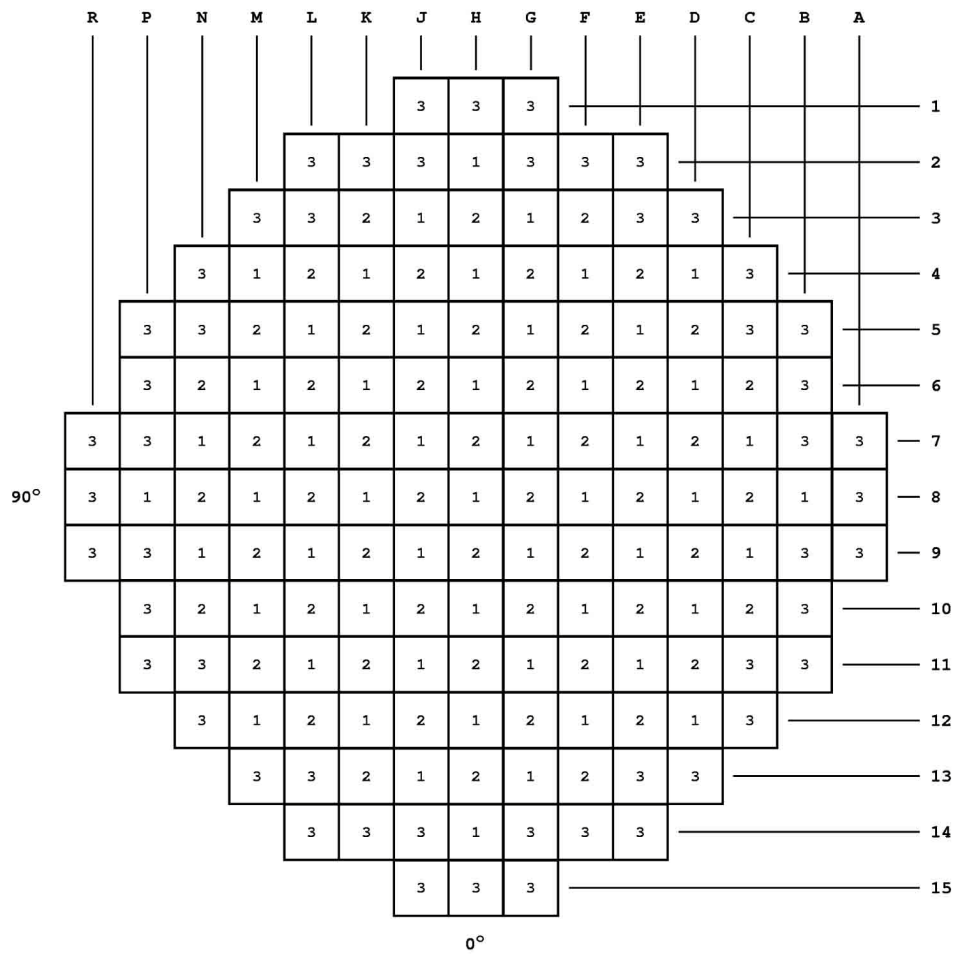 R P N M L K J H G F E D C B A
3 3 3 1
3 3 3 1 3 3 3 2
3 3 2 1 2 1 2 3 3 3
3 1 2 1 2 1 2 1 2 1 3 4
3 3 2 1 2 1 2 1 2 1 2 3 3 5
3 2 1 2 1 2 1 2 1 2 1 2 3 6
3 3 1 2 1 2 1 2 1 2 1 2 1 3 3 7
90° 3 1 2 1 2 1 2 1 2 1 2 1 2 1 3 8
3 3 1 2 1 2 1 2 1 2 1 2 1 3 3 9
3 2 1 2 1 2 1 2 1 2 1 2 3 10
3 3 2 1 2 1 2 1 2 1 2 3 3 11
3 1 2 1 2 1 2 1 2 1 3 12
3 3 2 1 2 1 2 3 3 13
3 3 3 1 3 3 3 14
3 3 3 15
0°